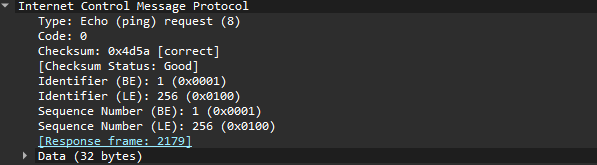 Internet Control Message Protocol
Type: Echo (ping) request (8)
Code: 0
Checksum: 0x4d5a [correct]
[Checksum Status: Good]
Identifier (BE): 1 (0x0001)
Identifier (LE): 256 (0x0100)
Sequence Number (BE): 1 (0x0001)
Sequence Number (LE): 256 (0x0100)
[Response frame: 2179]
Data (32 bytes)